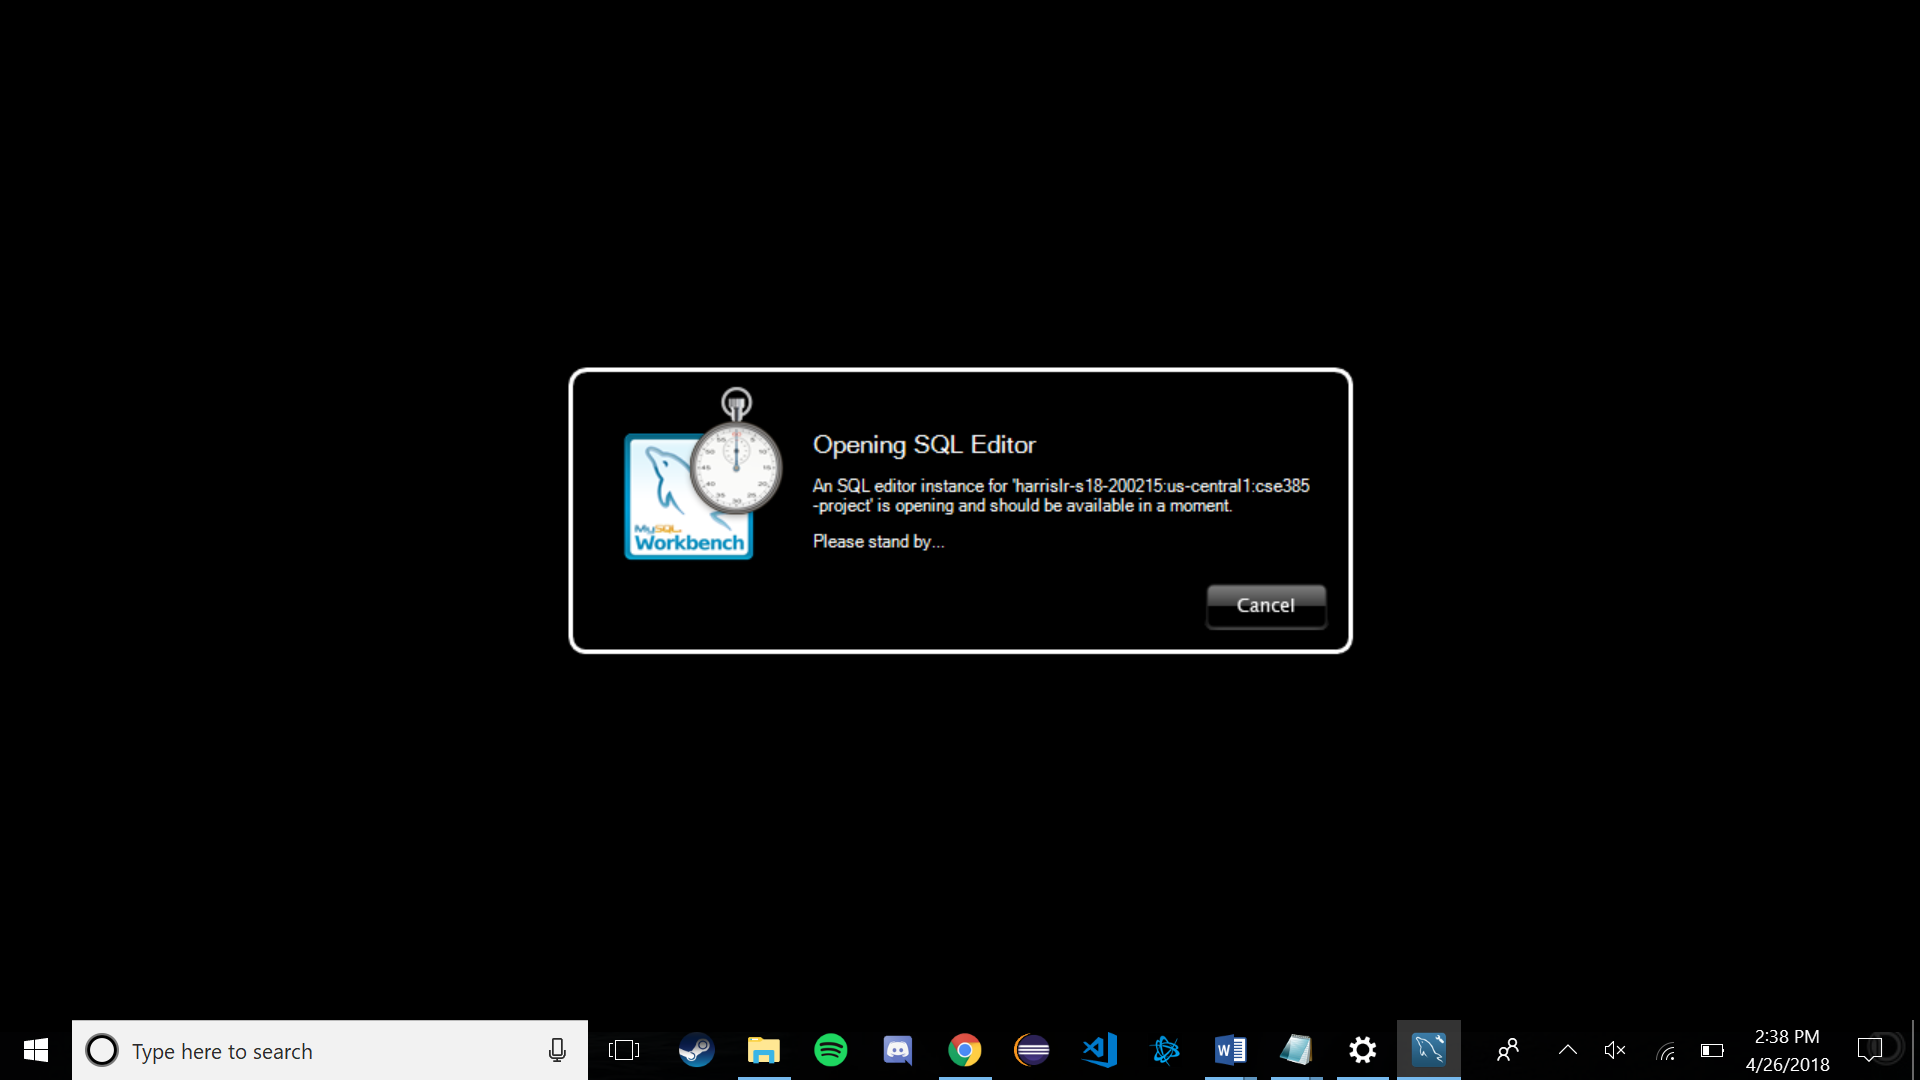 Opening SQL Editor
An SQL editor instance for 'harrislr-s18-200215:us-central1:cse385
-project' is opening and should be available in a moment.
Please stand by...
MySQL
Workbench
Cancel
Type here to search
2:38 PM
4/26/2018